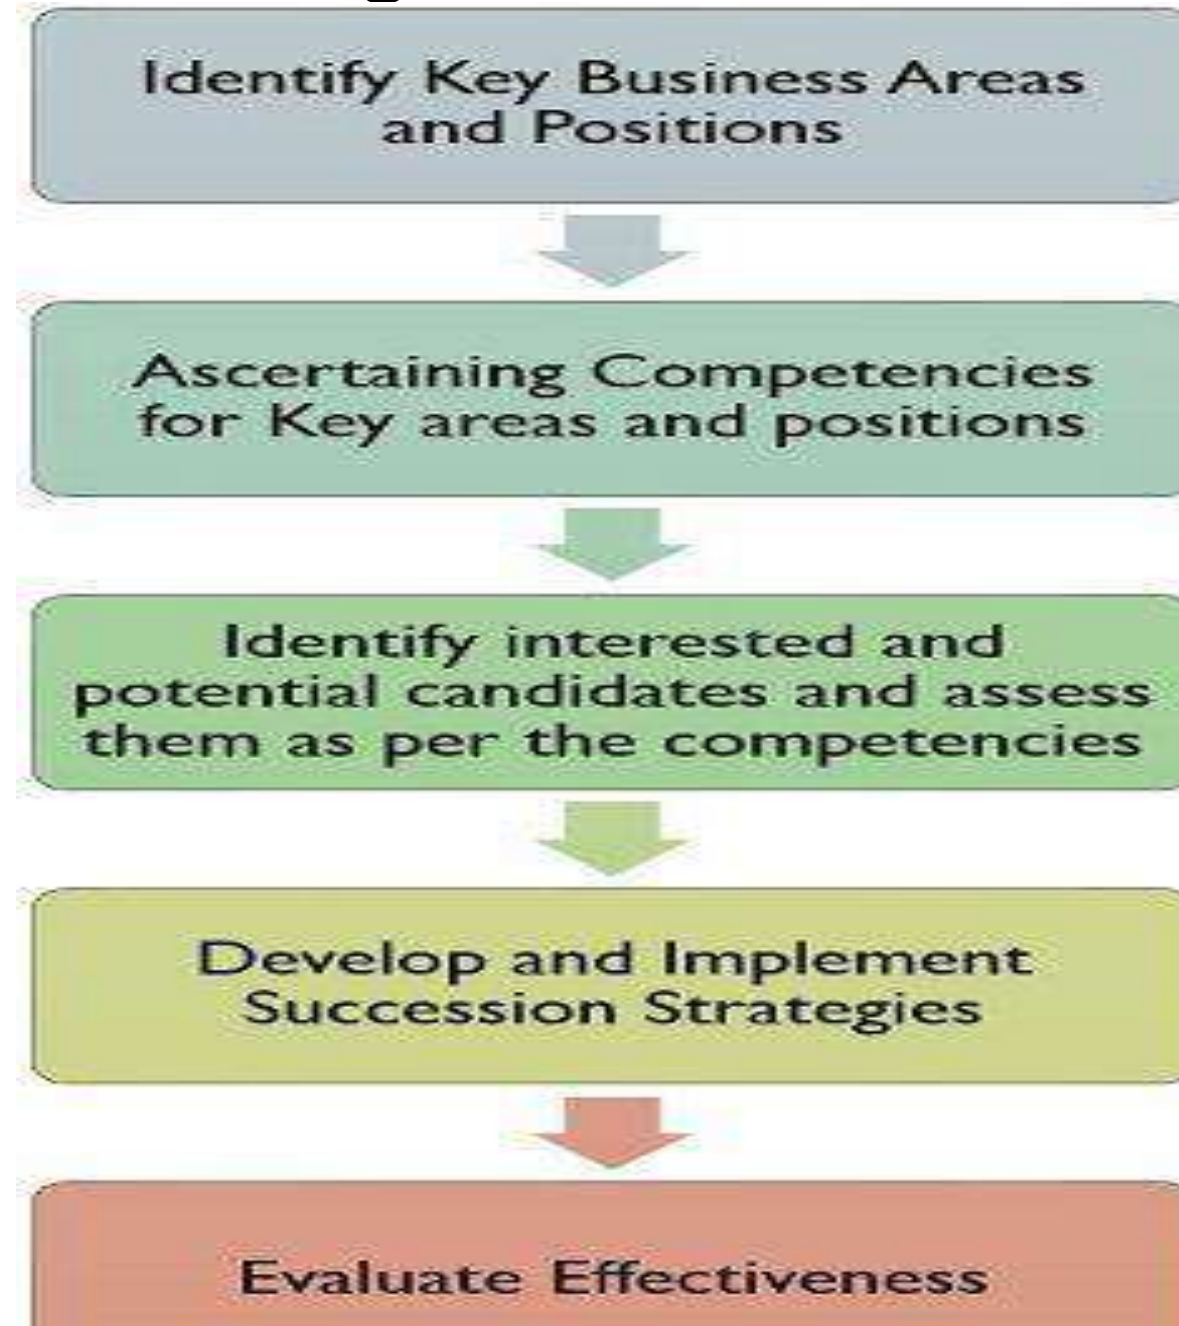 Identify Key Business Areas
and Positions
Ascertaining Competencies
for Key areas and positions
Identify interested and
potential candidates and assess
them as per the competencies
Develop and Implement
Succession Strategies
Evaluate Effectiveness